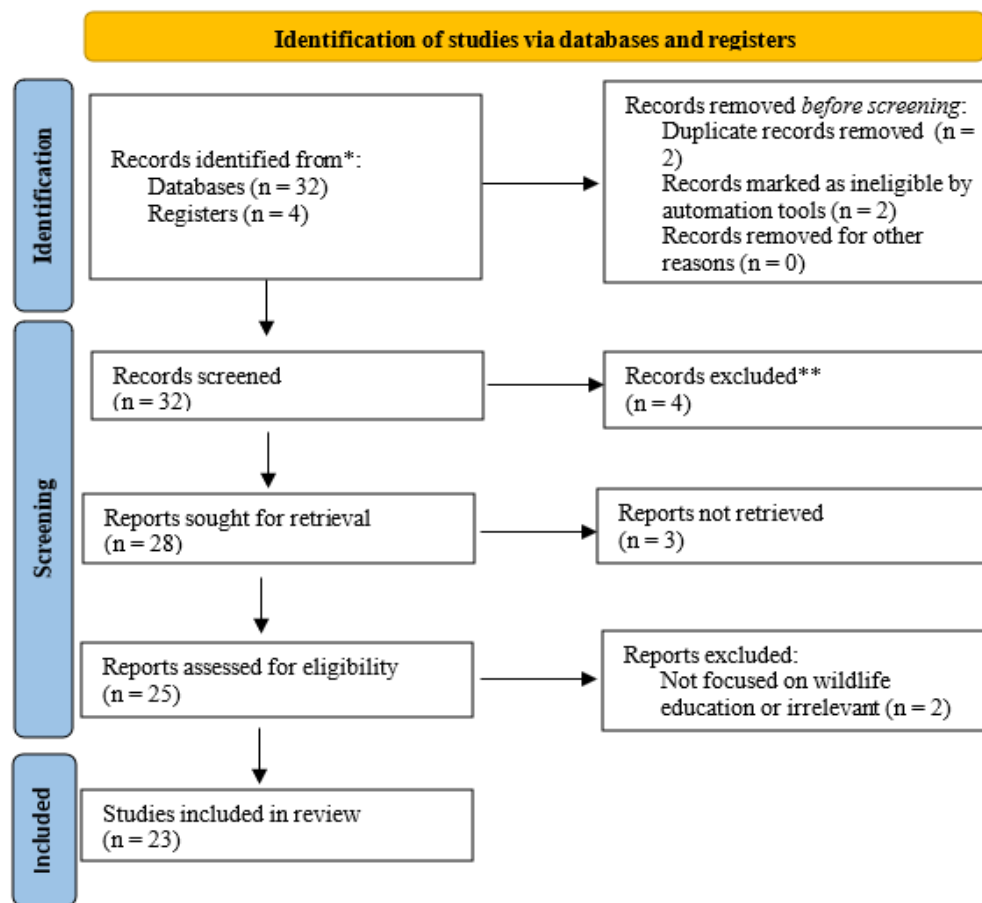 Identification of studies via databases and registers
Identification
Records identified from*:
Databases (n = 32)
Registers (n = 4)
Records removed before screening:
Duplicate records removed (n =
2)
Records marked as ineligible by
automation tools (n = 2)
Records removed for other
reasons (n = 0)
Screening
Records screened
(n = 32)
Records excluded**
(n = 4)
Reports sought for retrieval
(n = 28)
Reports not retrieved
(n = 3)
Reports assessed for eligibility
(n = 25)
Reports excluded:
Not focused on wildlife
education or irrelevant (n = 2)
Included
Studies included in review
(n = 23)